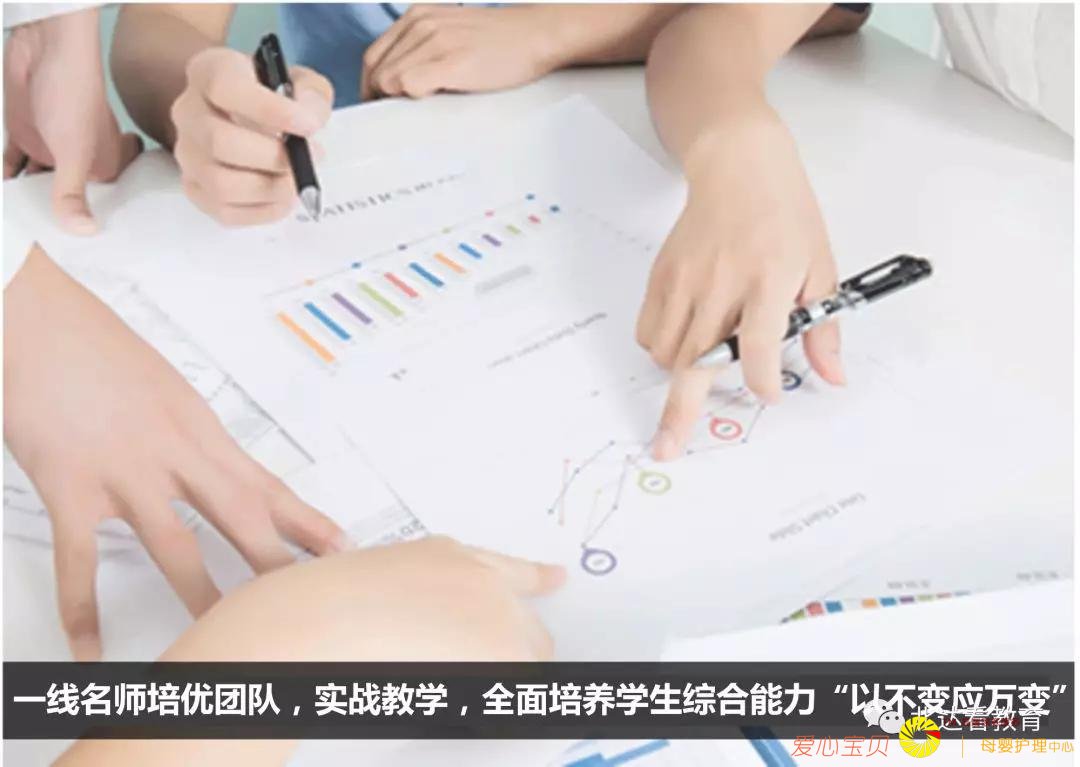 STATISTICS
Line Chart Slide
一线名师培优团队，实战教学，全面培养学生综合能力“以不变应万变”
达看教育
爱心宝贝
母婴护理中心